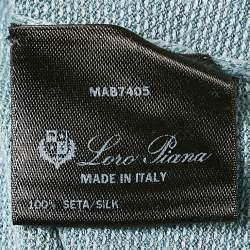 MAB7405
Loro Piana
MADE IN ITALY
100% SETA/SILK